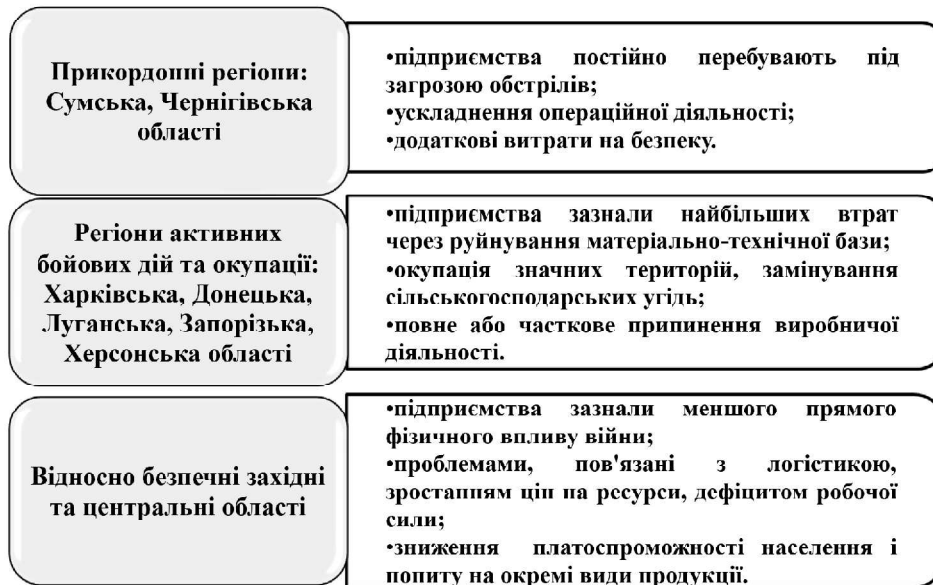 Прикордонні регіони:
Сумська, Чернігівська
області
•підприємства постійно перебувають під
загрозою обстрілів;
•ускладнення операційної діяльності;
•додаткові витрати на безпеку.
Регіони активних
бойових дій та окупації:
Харківська, Донецька,
Луганська, Запорізька,
Херсонська області
•підприємства зазнали найбільших втрат
через руйнування матеріально-технічної бази;
•окупація значних територій, замінування
сільськогосподарських угідь;
•повне або часткове припинення виробничої
діяльності.
Відносно безпечні західні
та центральні області
•підприємства зазнали меншого прямого
фізичного впливу війни;
•проблемами, пов'язані з логістикою,
зростанням цін на ресурси, дефіцитом робочої
сили;
•зниження платоспроможності населення і
попиту на окремі види продукції.